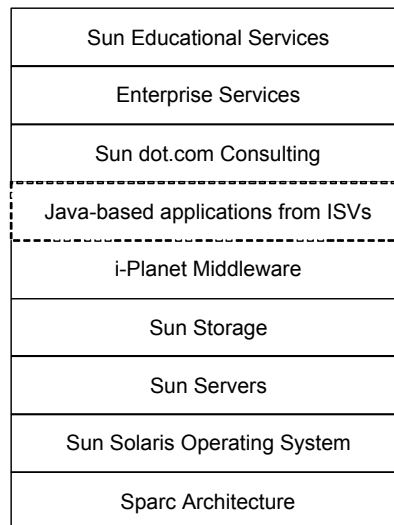 Sun Educational Services
Enterprise Services
Sun dot.com Consulting
Java-based applications from ISVs
i-Planet Middleware
Sun Storage
Sun Servers
Sun Solaris Operating System
Sparc Architecture